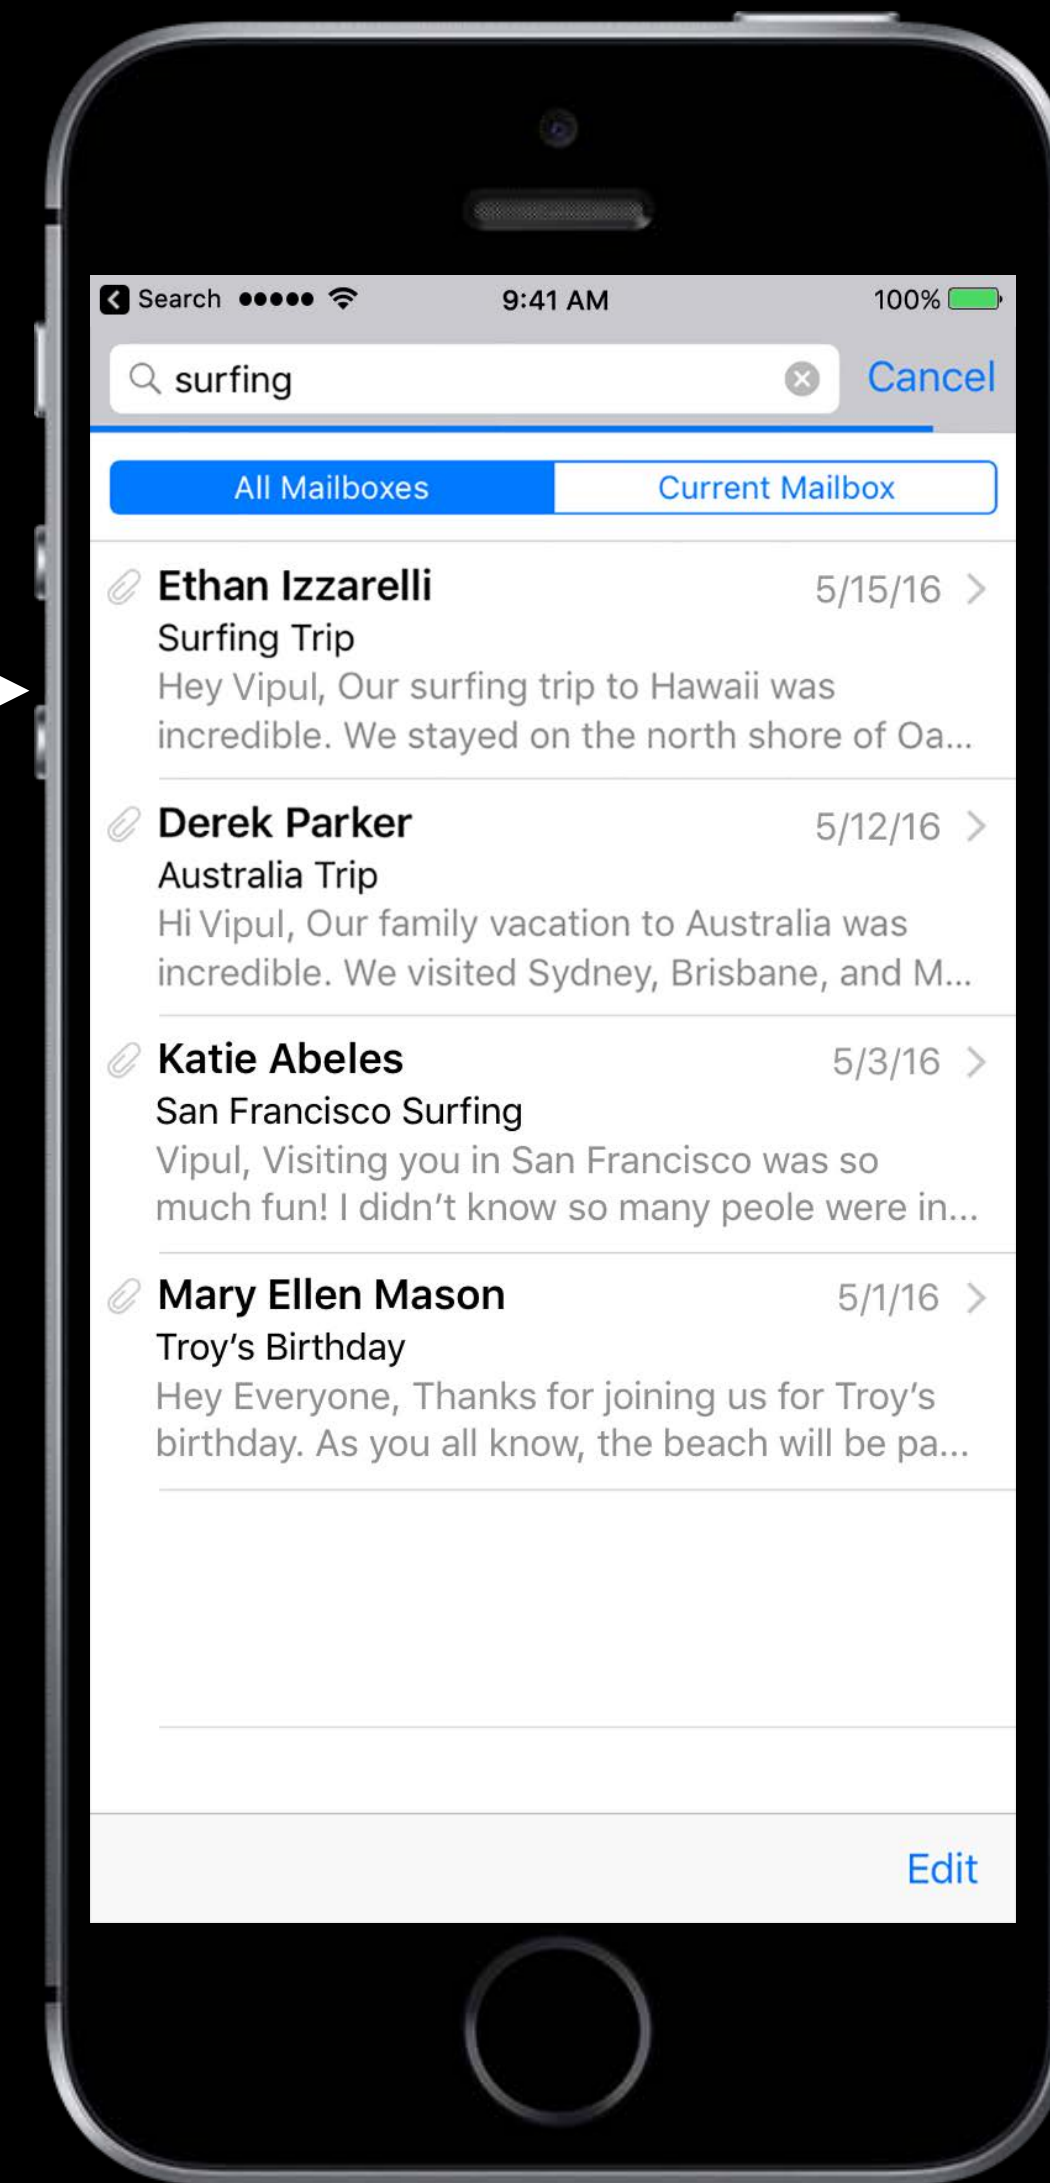 Search 9:41 AM 100%
surfing Cancel
All Mailboxes Current Mailbox
Ethan Izzarelli 5/15/16
Surfing Trip
Hey Vipul, Our surfing trip to Hawaii was
incredible. We stayed on the north shore of Oa...
Derek Parker 5/12/16
Australia Trip
Hi Vipul, Our family vacation to Australia was
incredible. We visited Sydney, Brisbane, and M...
Katie Abeles 5/3/16
San Francisco Surfing
Vipul, Visiting you in San Francisco was so
much fun! I didn’t know so many peole were in...
Mary Ellen Mason 5/1/16
Troy’s Birthday
Hey Everyone, Thanks for joining us for Troy’s
birthday. As you all know, the beach will be pa...
Edit